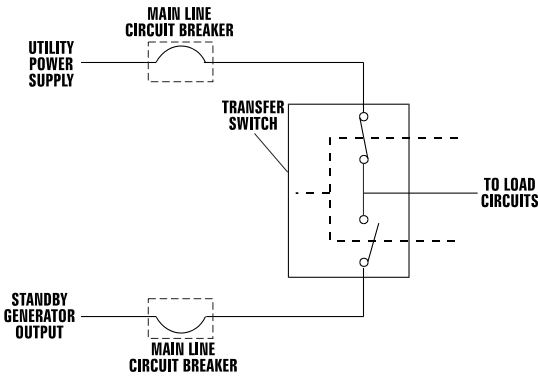 MAIN LINE
CIRCUIT BREAKER
UTILITY
POWER
SUPPLY
TRANSFER
SWITCH
TO LOAD
CIRCUITS
STANDBY
GENERATOR
OUTPUT
MAIN LINE
CIRCUIT BREAKER